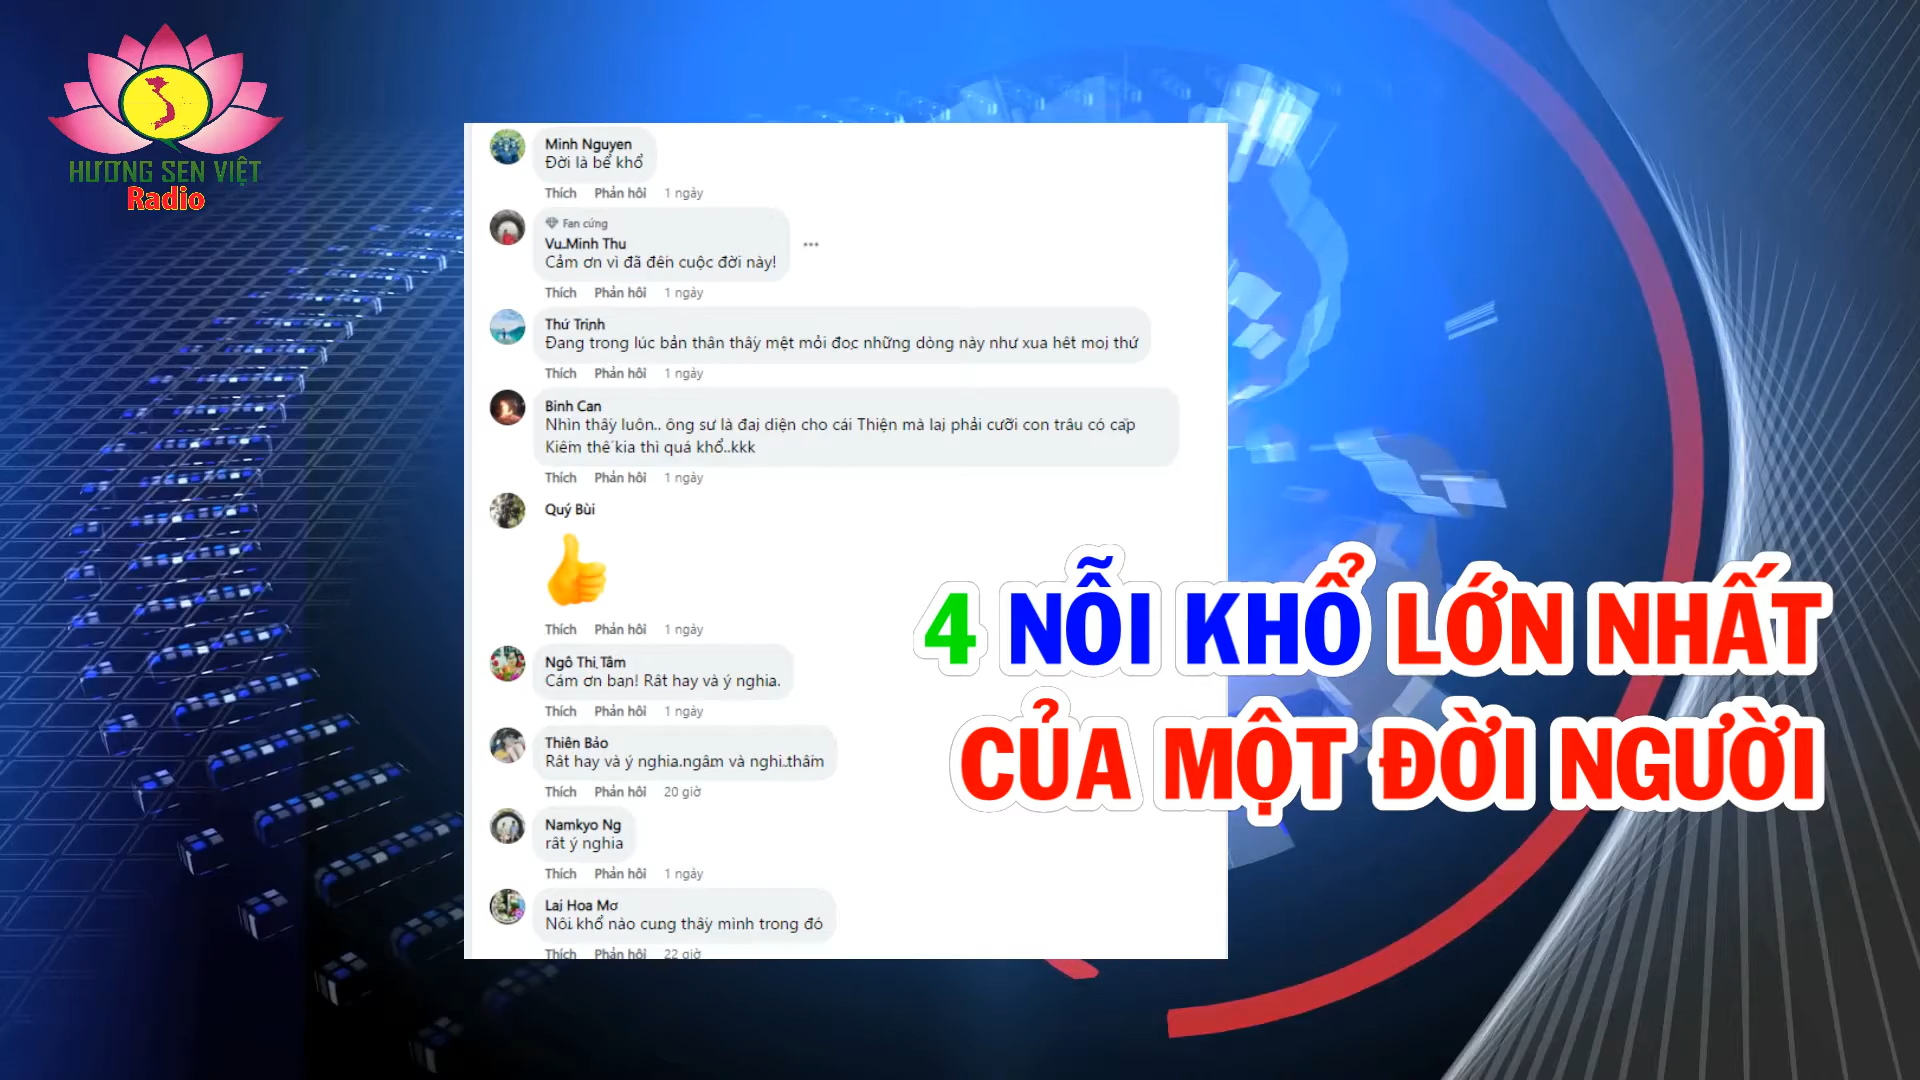 HƯƠNG SEN VIỆT
Radio
Minh Nguyen
Đời là bể khổ
Thích Phản hồi 1 ngày
Fan cứng
Vu Minh Thu
Cảm ơn vì đã đến cuộc đời này!
Thích Phản hồi 1 ngày
Thứ Trịnh
Đang trong lúc bản thân thấy mệt mỏi đọc những dòng này như xua hết mọi thứ
Thích Phản hồi 1 ngày
Binh Can
Nhìn thấy luôn.. ông sư là đại diện cho cái Thiện mà lại phải cưỡi con trâu có cặp
Kiếm thế kia thì quá khổ..kkk
Thích Phản hồi 1 ngày
Quý Bùi
Thích Phản hồi 1 ngày
Ngô Thị Tâm
Cám ơn bạn! Rất hay và ý nghĩa.
Thích Phản hồi 1 ngày
Thiên Bảo
Rất hay và ý nghĩa.ngâm và nghi..thấm
Thích Phản hồi 20 giờ
Namkyo Ng
rất ý nghĩa
Thích Phản hồi 1 ngày
Lại Hoa Mơ
Nỗi khổ nào cũng thấy mình trong đó
Thích Phản hồi 22 giờ
4 NỖI KHỔ LỚN NHẤT
CỦA MỘT ĐỜI NGƯỜI